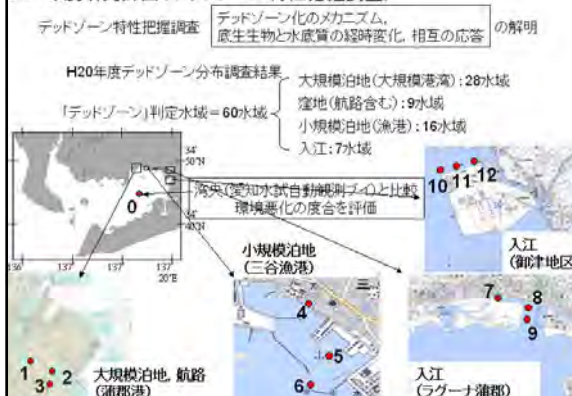 デッドゾーン特性把握調査
デッドゾーン化のメカニズム,
底生生物と水底質の経時変化, 相互の応答
の解明
H20年度デッドゾーン分布調査結果
「デッドゾーン」判定水域=60水域
大規模泊地(大規模港湾):28水域
窪地(航路含む):9水域
小規模泊地(漁港):16水域
入江:7水域
34゜
50'N
34゜
40'N
136゜
137゜
137゜
20'E
0
湾央(愛知水試自動観測ブイ)と比較
環境悪化の度合を評価
10
11
12
入江
(御津地区)
小規模泊地
(三谷漁港)
三
4
5
6
7
8
9
入江
(ラグーナ蒲郡)
1
2
3
大規模泊地, 航路
(蒲郡港)